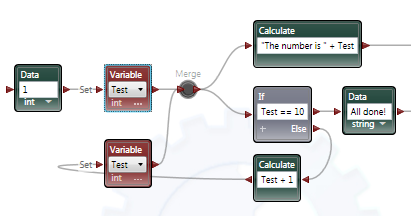 Calculate
"The number is " + Test
Merge
Data
1
int
Set
Variable
Test
int ...
If
Test == 10
+ Else
Data
All done!
string
Set
Variable
Test
int ...
Calculate
Test + 1